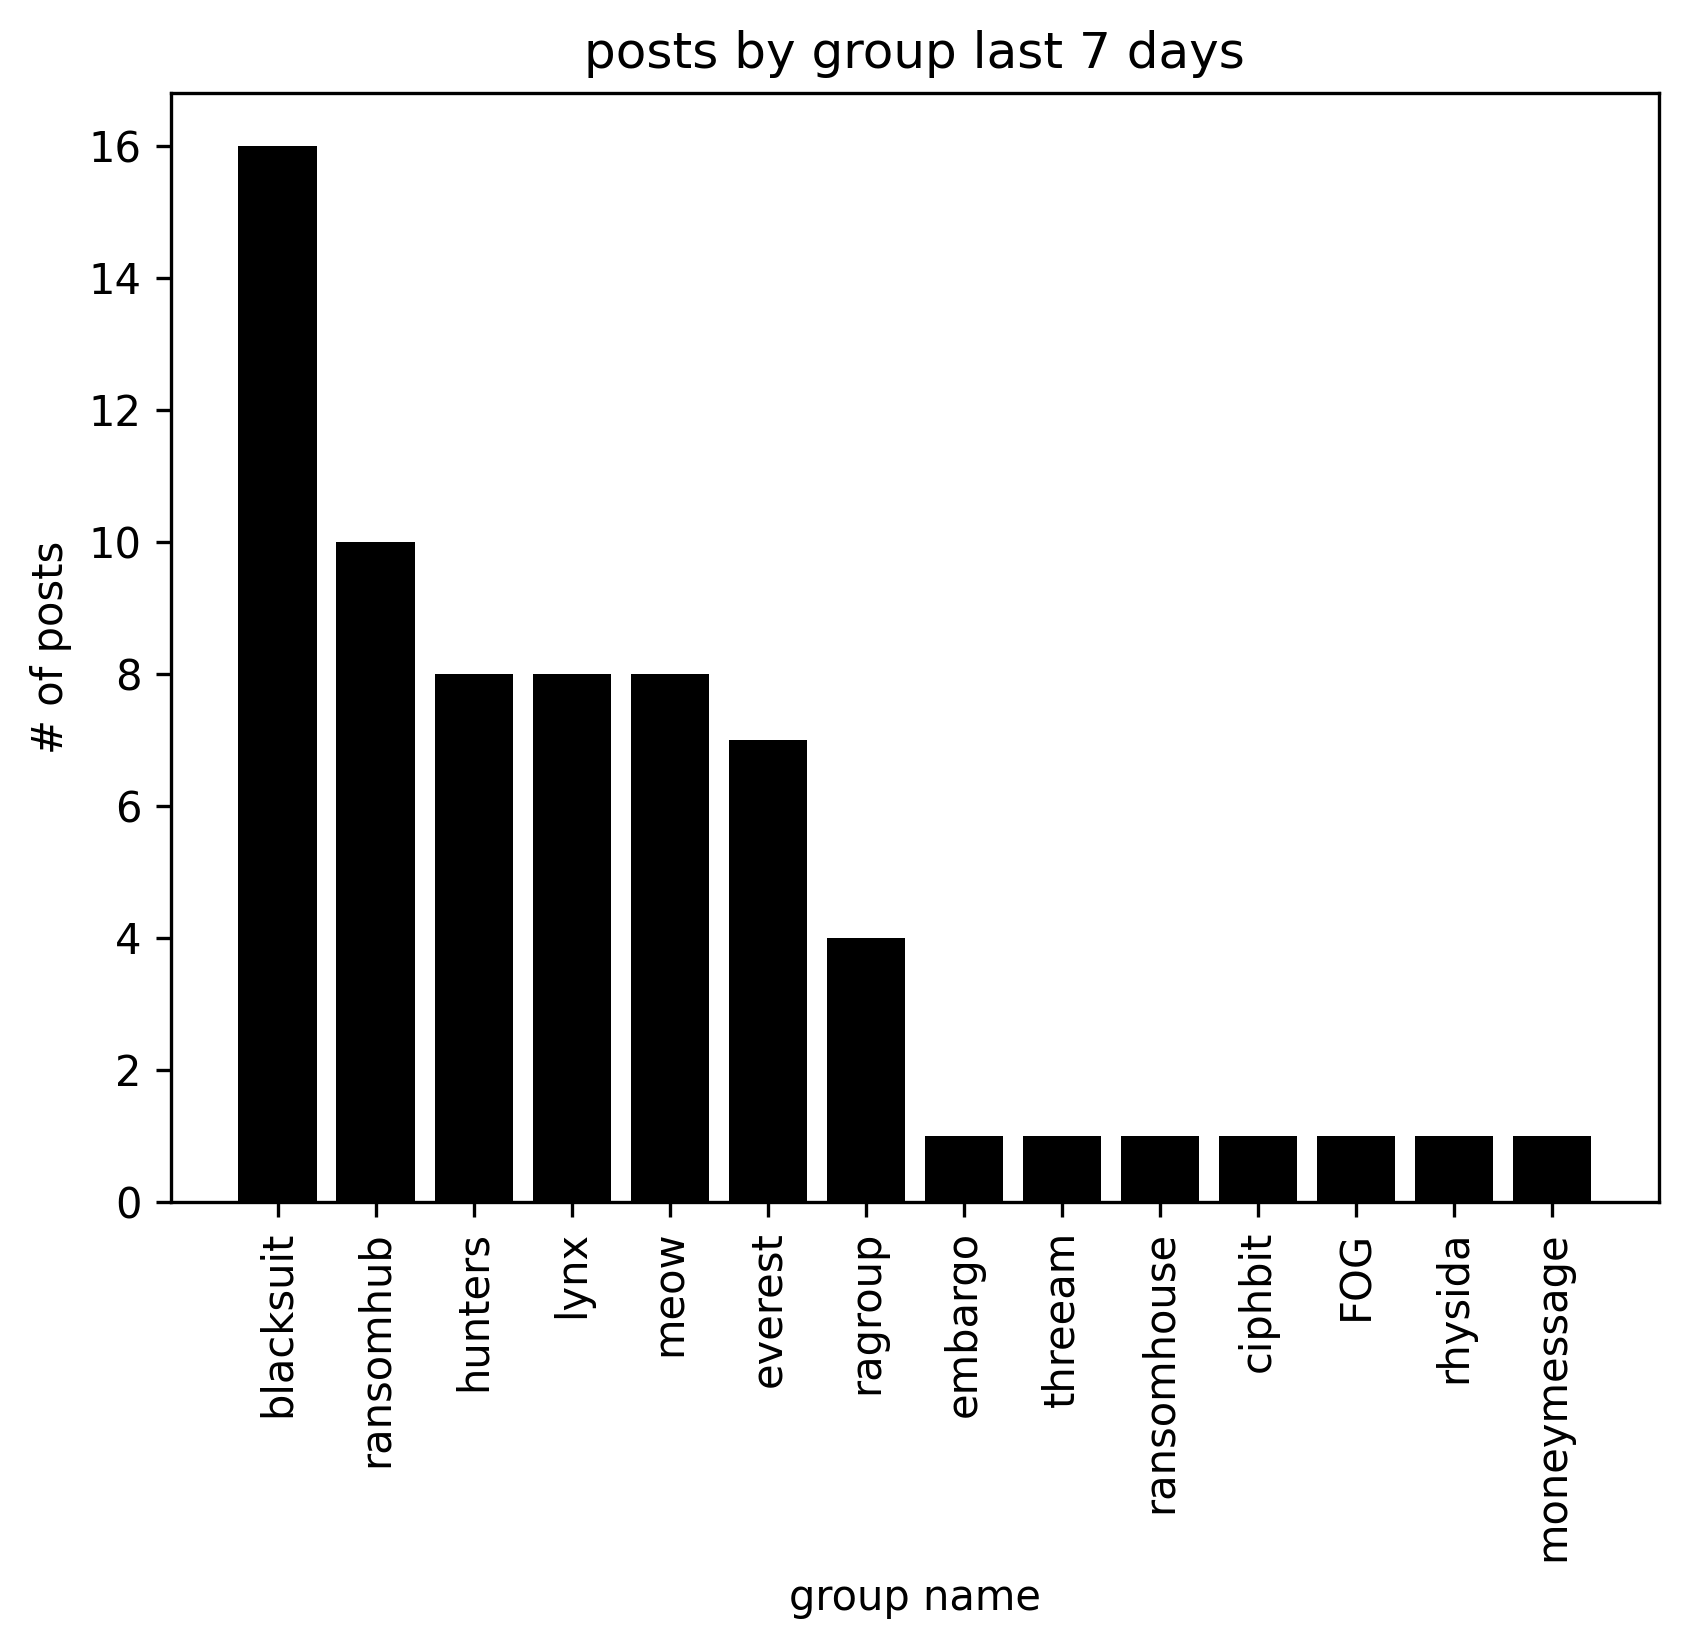 posts by group last 7 days
16
14
12
10
8
6
4
2
0
# of posts
blacksuit
ransomhub
hunters
lynx
meow
everest
ragroup
embargo
threeam
ransomhouse
ciphbit
FOG
rhysida
moneymessage
group name